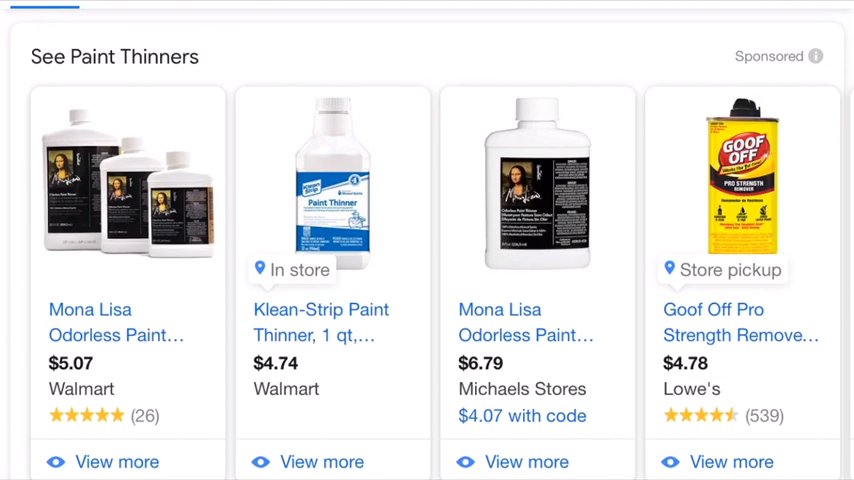 See Paint Thinners
Sponsored
Klean-Strip
Paint Thinner
GOOF OFF
PRO STRENGTH
REMOVER
In store
Store pickup
Mona Lisa
Odorless Paint...
$5.07
Walmart
(26)
View more
Klean-Strip Paint
Thinner, 1 qt,...
$4.74
Walmart
View more
Mona Lisa
Odorless Paint...
$6.79
Michaels Stores
$4.07 with code
View more
Goof Off Pro
Strength Remove...
$4.78
Lowe's
(539)
View more